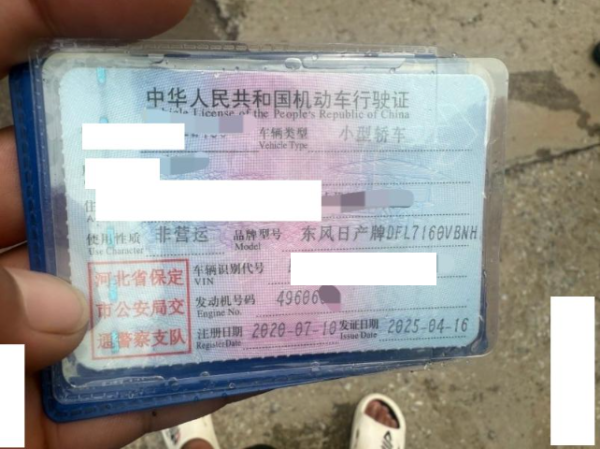 中华人民共和国机动车行驶证
Vehicle License of the People's Republic of China
车辆类型 小型轿车
Vehicle Type
使用性质 非营运 品牌型号 东风日产牌DFL7160VBNH
Use Character Model
车辆识别代号
VIN
发动机号码 49606
Engine No.
注册日期 2020-07-10 发证日期 2025-04-16
Register Date Issue Date
河北省保定
市公安局交
通警察支队